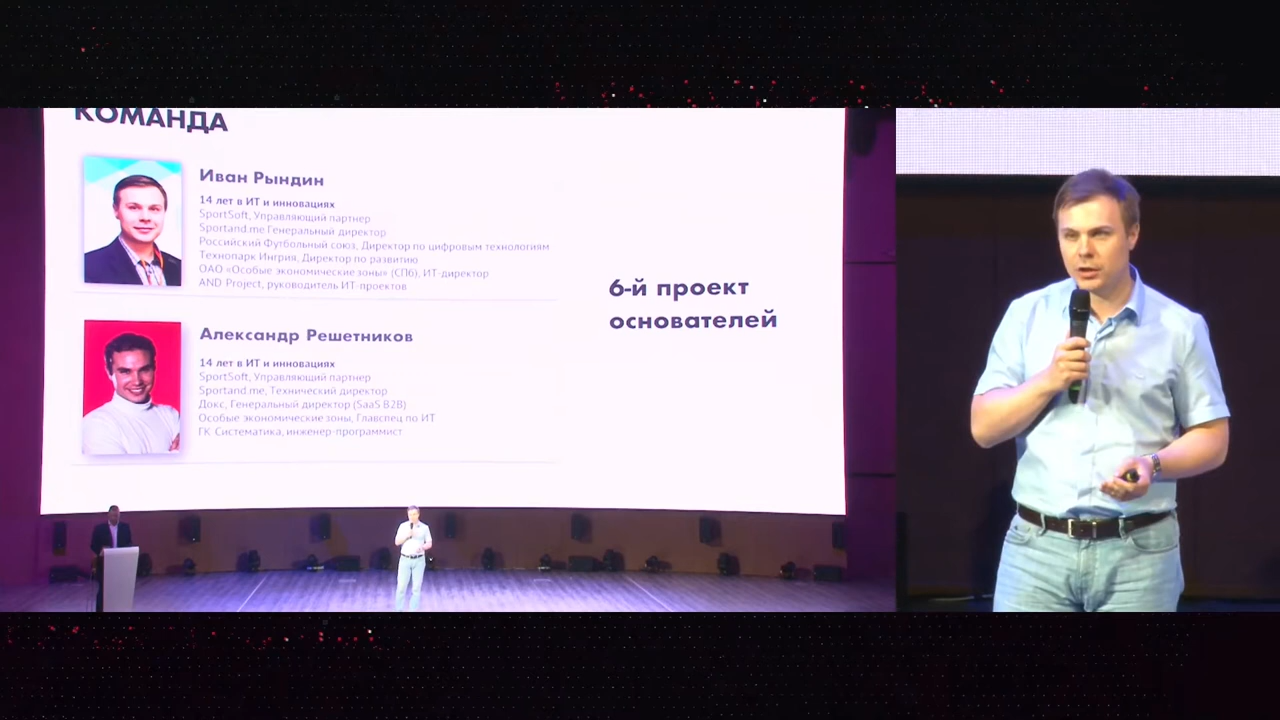 КОМАНДА
Иван Рындин
14 лет в ИТ и инновациях
SportSoft, Управляющий партнер
Sportand.me Генеральный директор
Российский Футбольный союз, Директор по цифровым технологиям
Технопарк Ингрия, Директор по развитию
ОАО «Особые экономические зоны» (СПб), ИТ-директор
AND Project, руководитель ИТ-проектов
6-й проект
основателей
Александр Решетников
14 лет в ИТ и инновациях
SportSoft, Управляющий партнер
Sportand.me, Технический директор
Докс, Генеральный директор (SaaS B2B)
Особые экономические зоны, Главспец по ИТ
ГК Систематика, инженер-программист